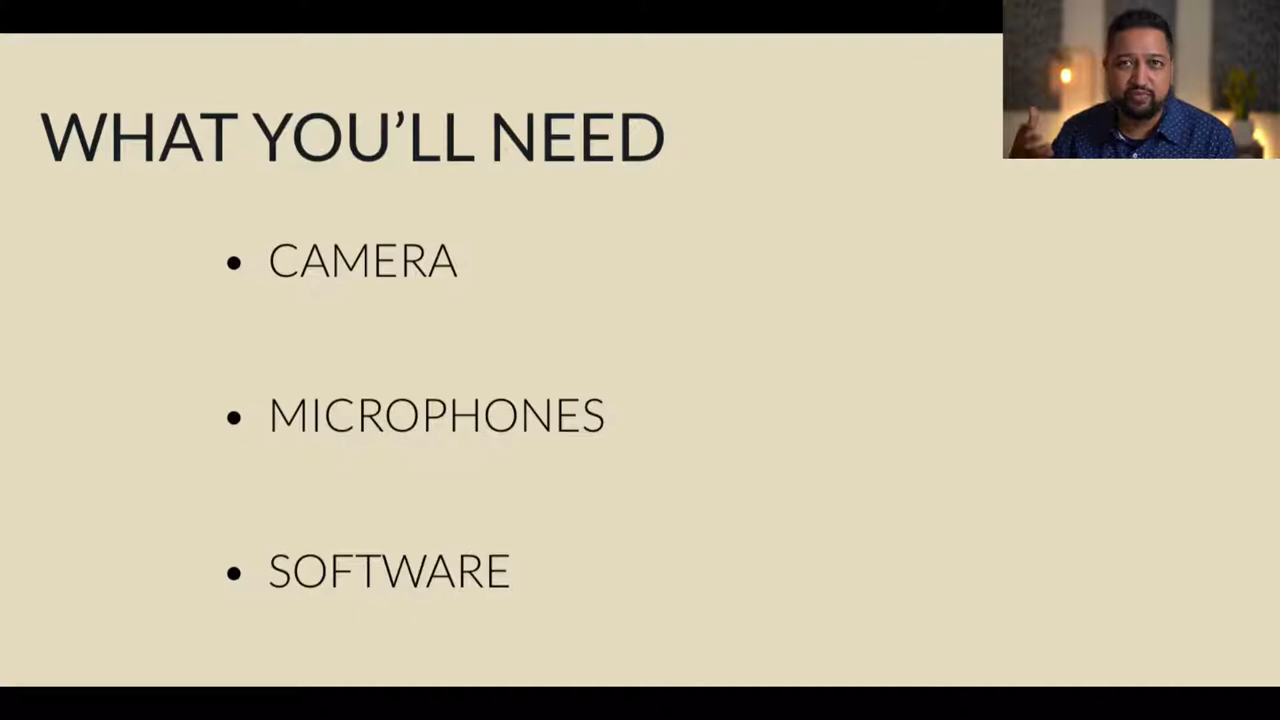 WHAT YOU’LL NEED
• CAMERA
• MICROPHONES
• SOFTWARE